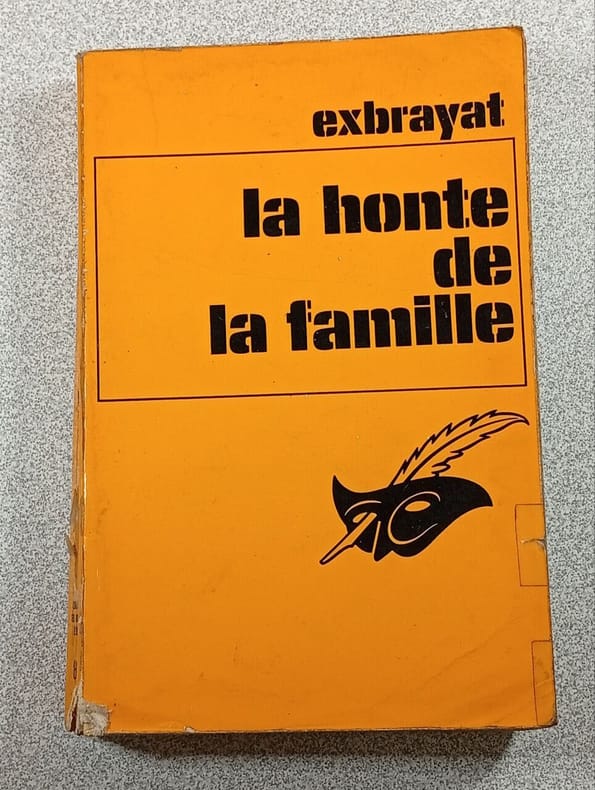 exbrayat
la honte
de
la famille